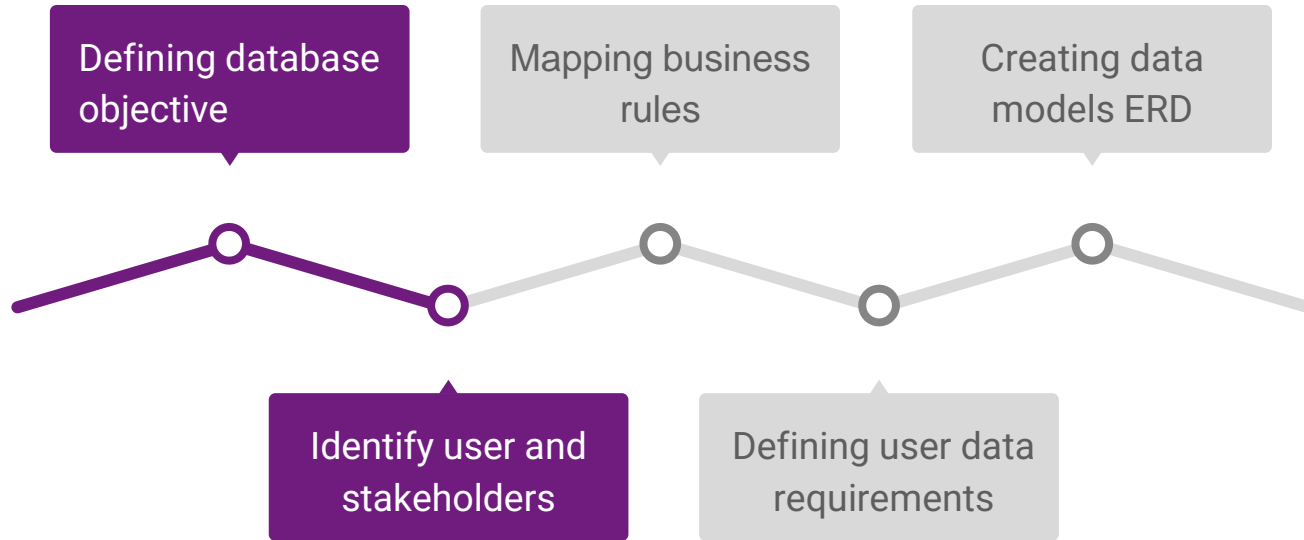 Defining database
objective
Mapping business
rules
Creating data
models ERD
Identify user and
stakeholders
Defining user data
requirements